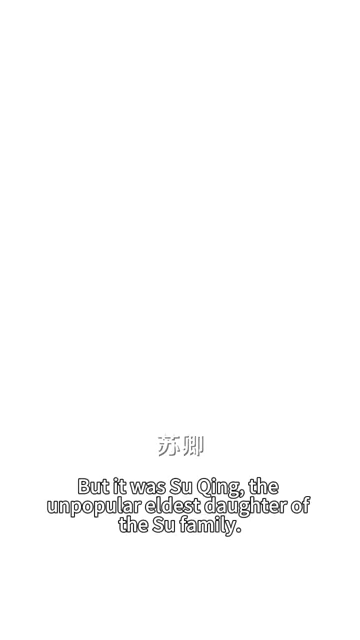 苏卿
But it was Su Qing, the
unpopular eldest daughter of
the Su family.